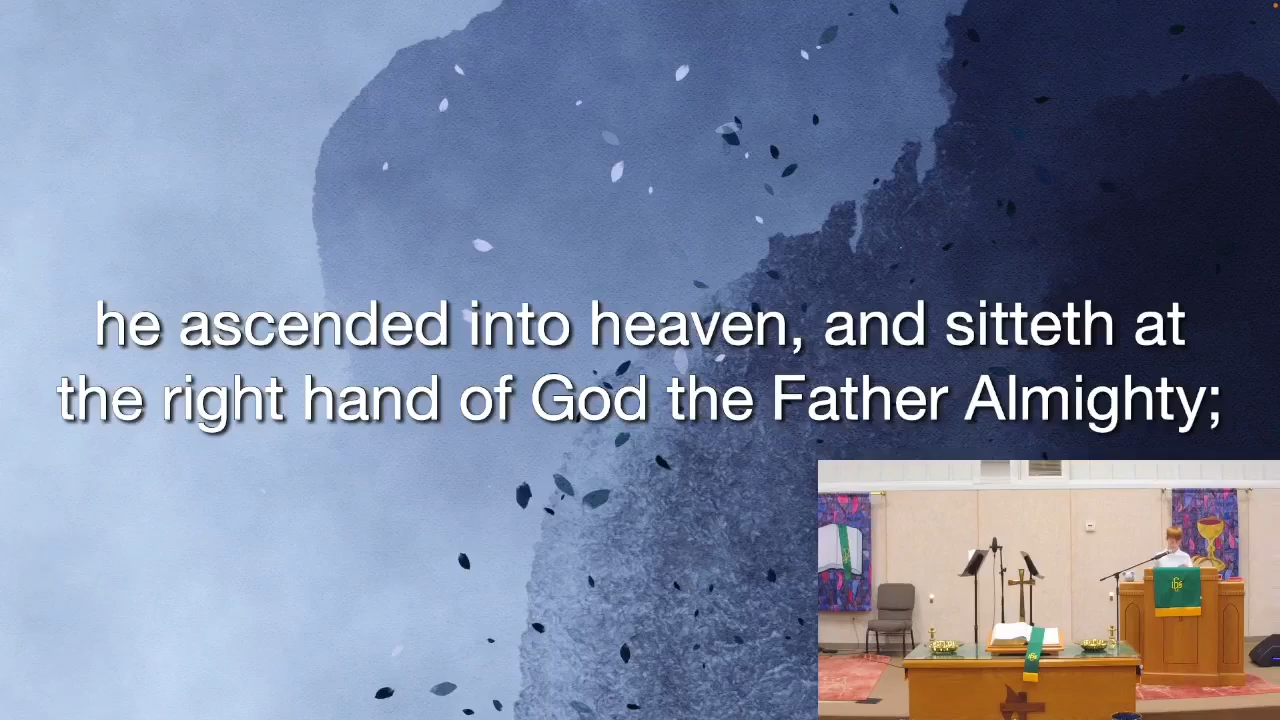 he ascended into heaven, and sitteth at
the right hand of God the Father Almighty;